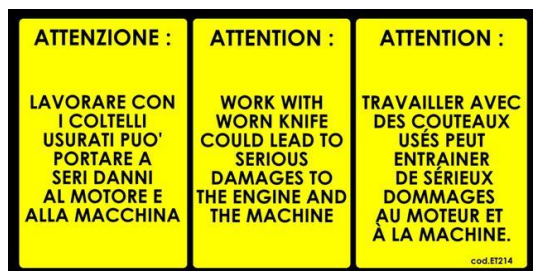 ATTENZIONE :
LAVORARE CON
I COLTELLI
USURATI PUO'
PORTARE A
SERI DANNI
AL MOTORE E
ALLA MACCHINA
ATTENTION :
WORK WITH
WORN KNIFE
COULD LEAD TO
SERIOUS
DAMAGES TO
THE ENGINE AND
THE MACHINE
ATTENTION :
TRAVAILLER AVEC
DES COUTEAUX
USÉS PEUT
ENTRAINER
DE SÉRIEUX
DOMMAGES
AU MOTEUR ET
À LA MACHINE.
cod.ET214